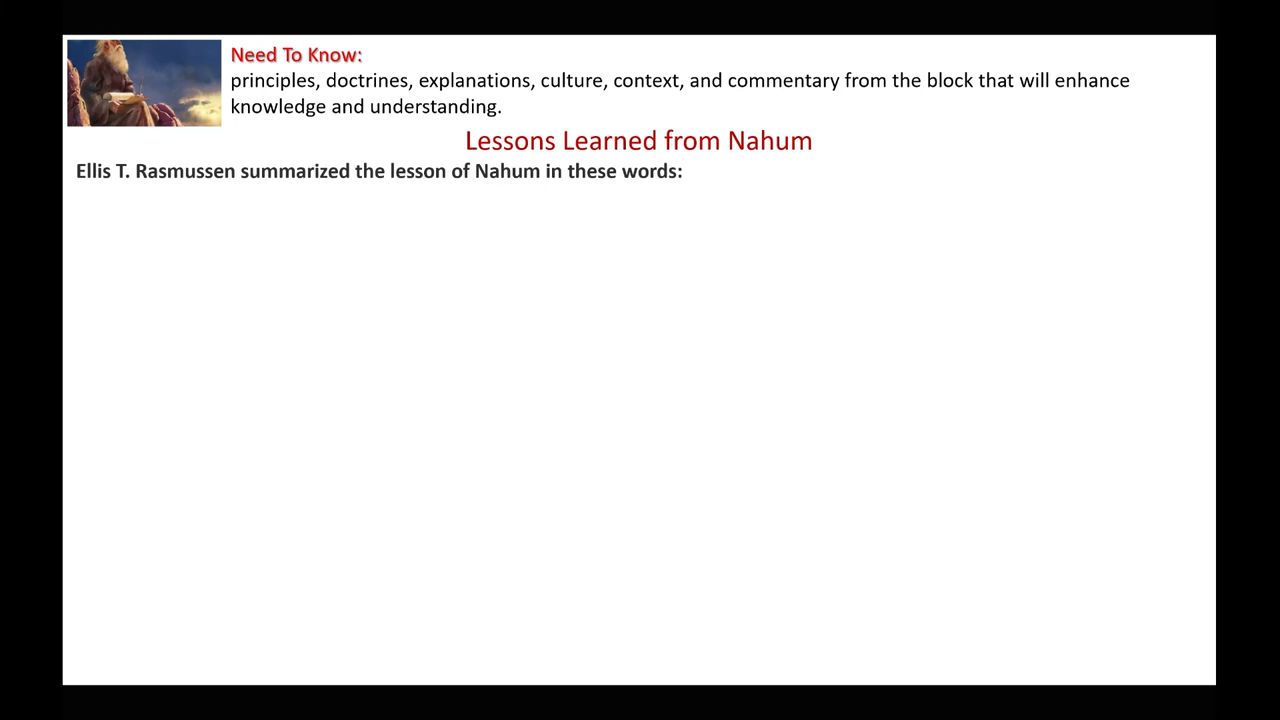 Need To Know:
principles, doctrines, explanations, culture, context, and commentary from the block that will enhance
knowledge and understanding.
Lessons Learned from Nahum
Ellis T. Rasmussen summarized the lesson of Nahum in these words: